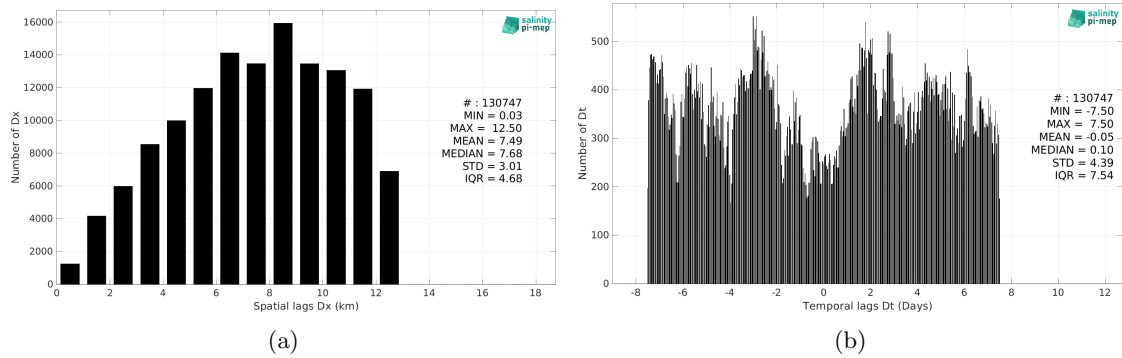 16000
14000
12000
10000
8000
6000
4000
2000
0
Number of Dx
0 2 4 6 8 10 12 14 16 18
Spatial lags Dx (km)
salinity
pi-mep
# : 130747
MIN = 0.03
MAX = 12.50
MEAN = 7.49
MEDIAN = 7.68
STD = 3.01
IQR = 4.68
(a)
500
400
300
200
100
0
Number of Dt
-8 -6 -4 -2 0 2 4 6 8 10 12
Temporal lags Dt (Days)
salinity
pi-mep
# : 130747
MIN = -7.50
MAX = 7.50
MEAN = -0.05
MEDIAN = 0.10
STD = 4.39
IQR = 7.54
(b)